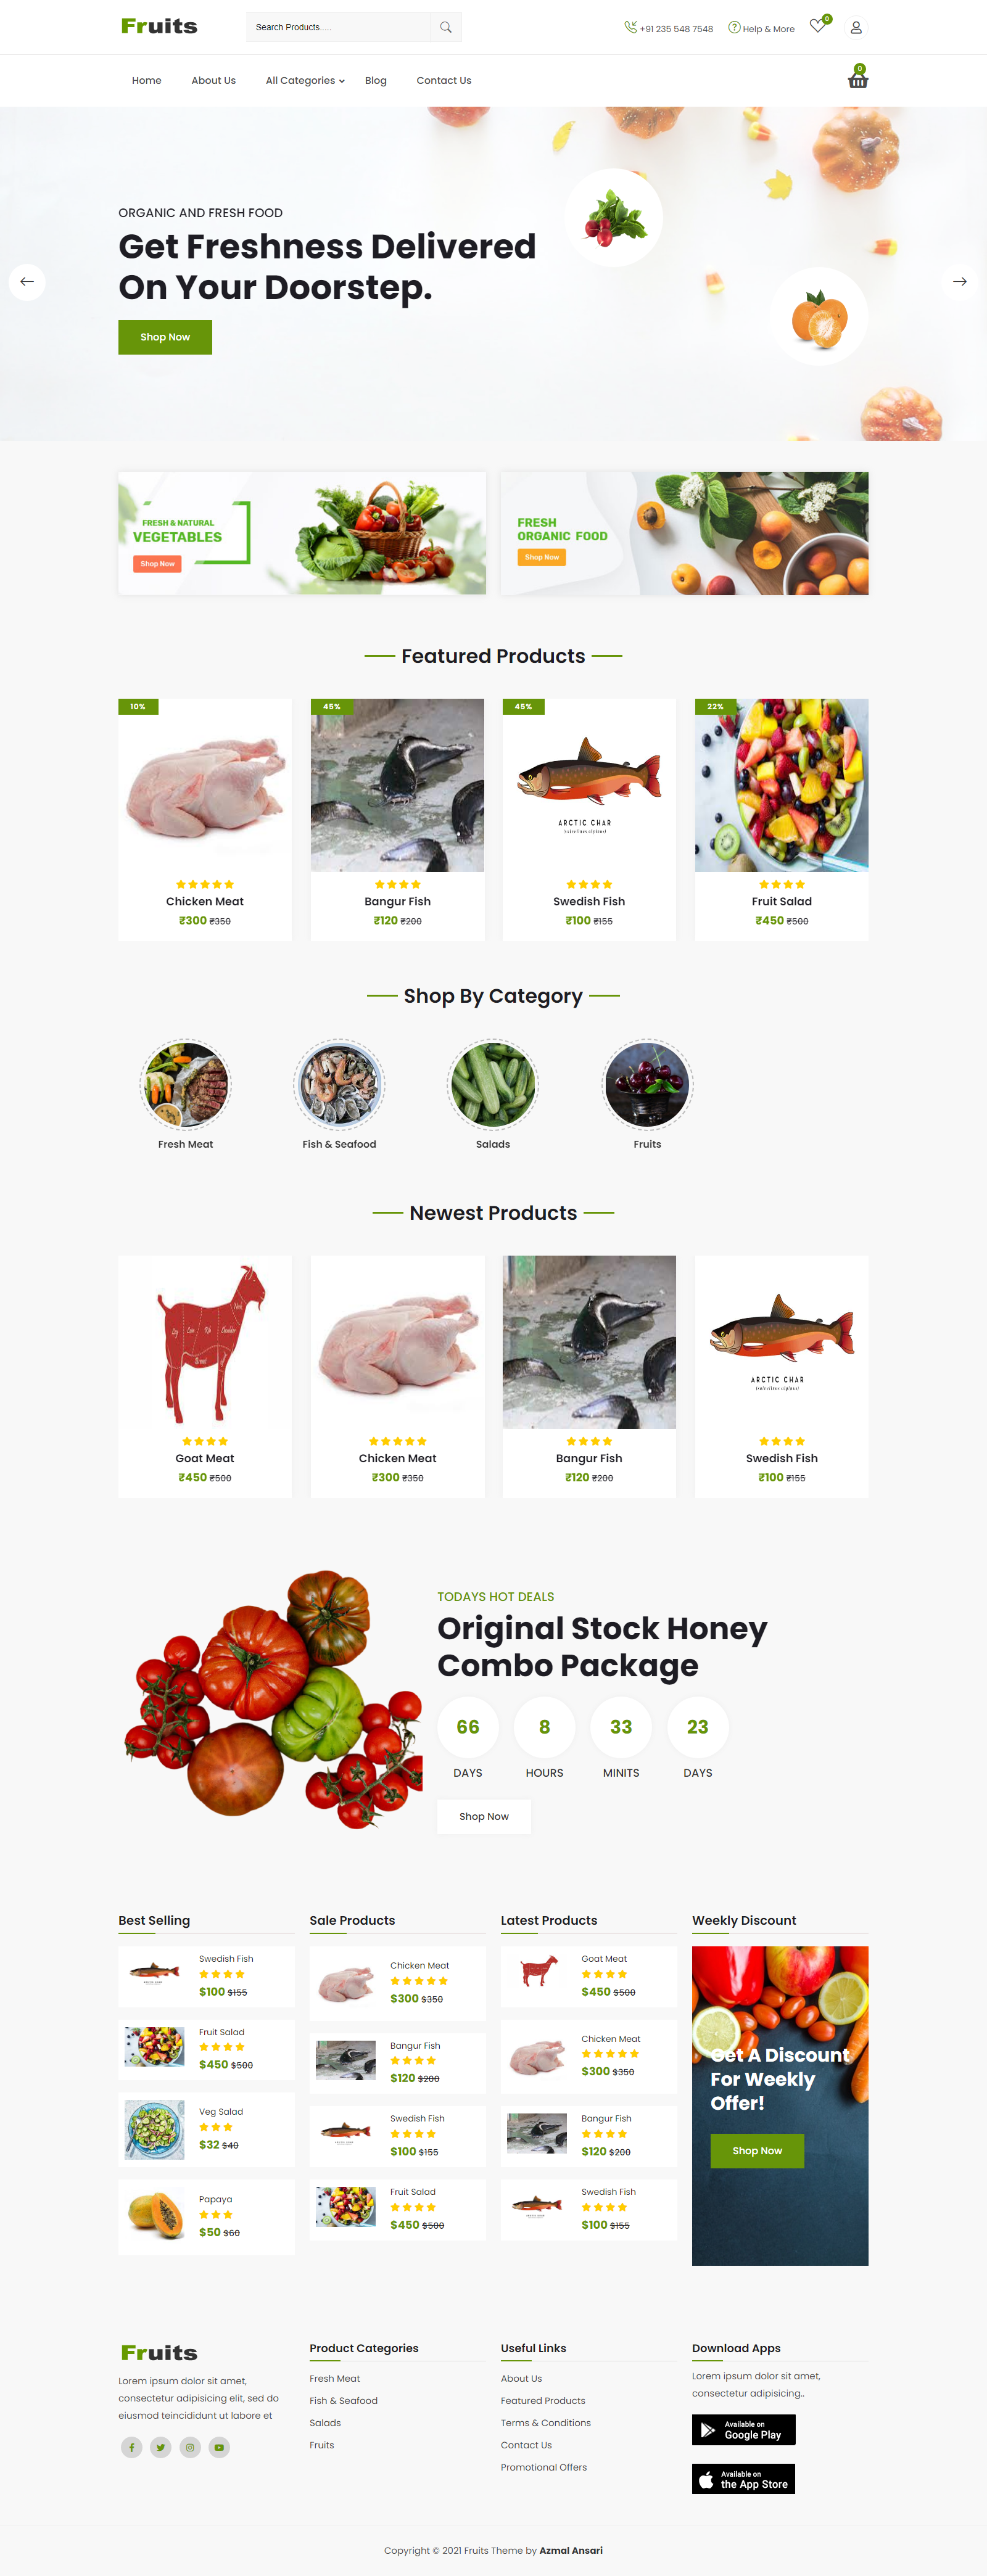 Fruits
Search Products.....
+91 235 548 7548
Help & More
0
Home
About Us
All Categories
Blog
Contact Us
0
ORGANIC AND FRESH FOOD
Get Freshness Delivered
On Your Doorstep.
Shop Now
FRESH & NATURAL
VEGETABLES
Shop Now
FRESH
ORGANIC FOOD
Shop Now
Featured Products
10%
Chicken Meat
₹300 ₹350
45%
Bangur Fish
₹120 ₹200
45%
ARCTIC CHAR
Swedish Fish
₹100 ₹155
22%
Fruit Salad
₹450 ₹500
Shop By Category
Fresh Meat
Fish & Seafood
Salads
Fruits
Newest Products
Neck
Leg
Loin
Rib
Shoulder
Breast
Goat Meat
₹450 ₹500
Chicken Meat
₹300 ₹350
Bangur Fish
₹120 ₹200
ARCTIC CHAR
Swedish Fish
₹100 ₹155
TODAYS HOT DEALS
Original Stock Honey
Combo Package
66
DAYS
8
HOURS
33
MINITS
23
DAYS
Shop Now
Best Selling
Swedish Fish
$100 $155
Fruit Salad
$450 $500
Veg Salad
$32 $40
Papaya
$50 $60
Sale Products
Chicken Meat
$300 $350
Bangur Fish
$120 $200
Swedish Fish
$100 $155
Fruit Salad
$450 $500
Latest Products
Goat Meat
$450 $500
Chicken Meat
$300 $350
Bangur Fish
$120 $200
Swedish Fish
$100 $155
Weekly Discount
Get A Discount
For Weekly
Offer!
Shop Now
Fruits
Lorem ipsum dolor sit amet,
consectetur adipisicing elit, sed do
eiusmod teincididunt ut labore et
Product Categories
Fresh Meat
Fish & Seafood
Salads
Fruits
Useful Links
About Us
Featured Products
Terms & Conditions
Contact Us
Promotional Offers
Download Apps
Lorem ipsum dolor sit amet,
consectetur adipisicing..
Available on
Google Play
Available on
the App Store
Copyright © 2021 Fruits Theme by Azmal Ansari